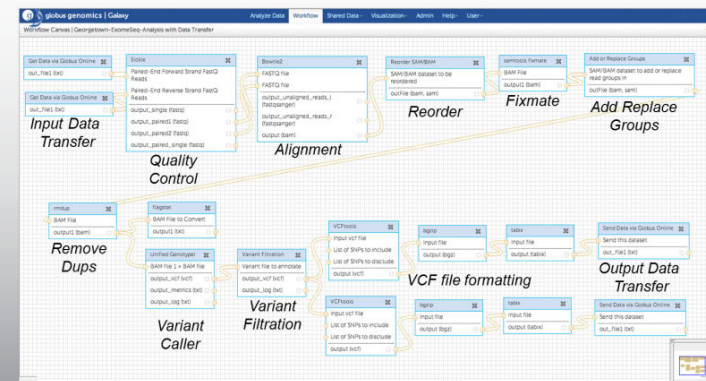 globus genomics | Galaxy
Analyze Data Workflow Shared Data Visualization Admin Help User
Workflow Canvas | Georgetown-ExomeSeq-Analysis with Data Transfer
Get Data via Globus Online
out_file1 (txt)
Get Data via Globus Online
out_file1 (txt)
Input Data
Transfer
Sickle
Paired-End Forward Strand FastQ
Reads
Paired-End Reverse Strand FastQ
Reads
output_single (fastq)
output_paired1 (fastq)
output_paired2 (fastq)
output_paired_single (fastq)
Quality
Control
Bowtie2
FASTQ file
FASTQ file
output_unaligned_reads_l
(fastqsanger)
output_unaligned_reads_r
(fastqsanger)
output (bam)
Alignment
Reorder SAM/BAM
SAM/BAM dataset to be
reordered
outFile (bam, sam)
Reorder
samtools fixmate
BAM File
output1 (bam)
Fixmate
Add or Replace Groups
SAM/BAM dataset to add or replace
read groups in
outFile (bam, sam)
Add Replace
Groups
rmdup
BAM File
output1 (bam)
Remove
Dups
flagstat
BAM File to Convert
output1 (txt)
Unified Genotyper
BAM file 1 > BAM file
output_vcf (vcf)
output_metrics (txt)
output_log (txt)
Variant
Caller
Variant Filtration
Variant file to annotate
output_vcf (vcf)
output_log (txt)
Variant
Filtration
VCFtools
Input vcf file
List of SNPs to include
List of SNPs to disclude
output (vcf)
VCFtools
Input vcf file
List of SNPs to include
List of SNPs to disclude
output (vcf)
bgzip
Input file
output (bgz)
tabix
Input file
output (tabix)
VCF file formatting
bgzip
Input file
output (bgz)
tabix
Input file
output (tabix)
Send Data via Globus Online
Send this dataset
out_file1 (txt)
Output Data
Transfer
Send Data via Globus Online
Send this dataset
out_file1 (txt)